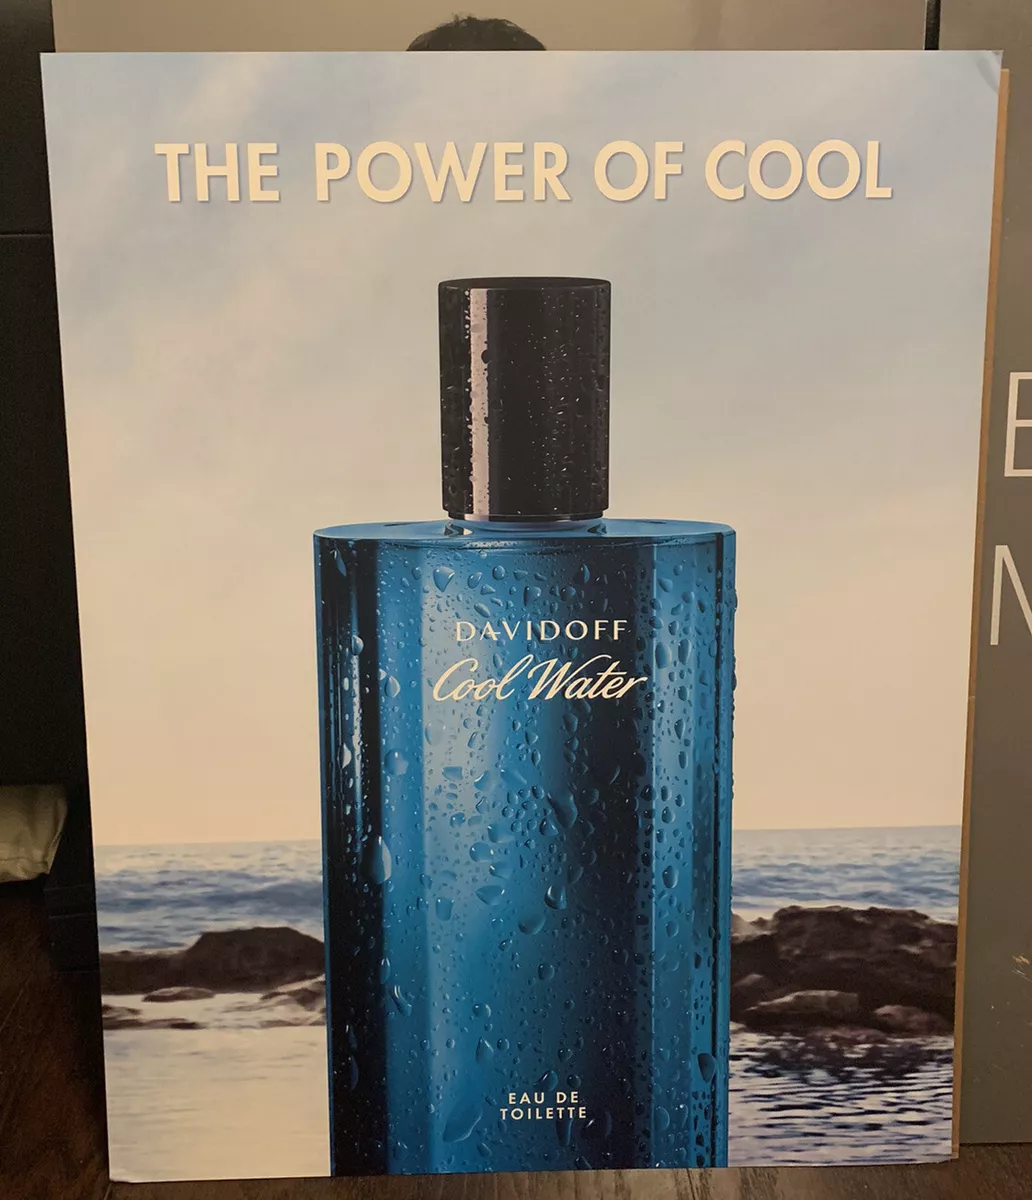 THE POWER OF COOL
DAVIDOFF
Cool Water
EAU DE
TOILETTE
E
N